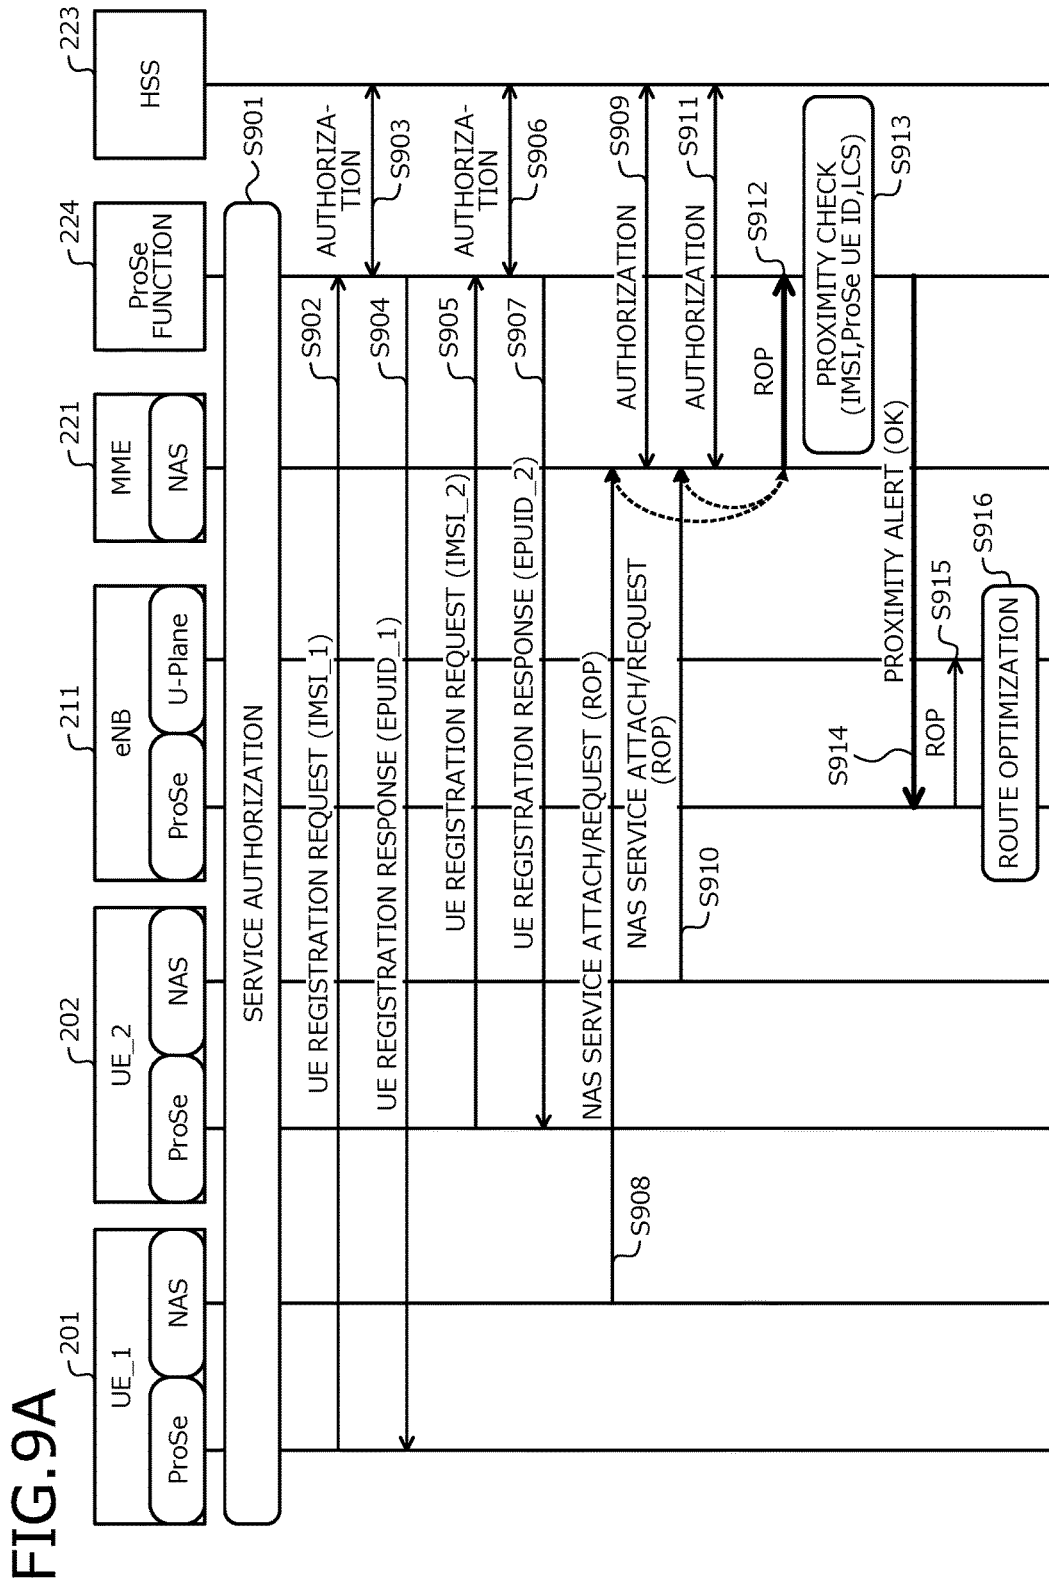 FIG.9A
201
UE_1
ProSe
NAS
202
UE_2
ProSe
NAS
211
eNB
ProSe
U-Plane
221
MME
NAS
224
ProSe
FUNCTION
223
HSS
SERVICE AUTHORIZATION
S901
UE REGISTRATION REQUEST (IMSI_1)
S902
AUTHORIZA-
TION
S903
UE REGISTRATION RESPONSE (EPUID_1)
S904
UE REGISTRATION REQUEST (IMSI_2)
S905
AUTHORIZA-
TION
S906
UE REGISTRATION RESPONSE (EPUID_2)
S907
NAS SERVICE ATTACH/REQUEST (ROP)
S908
AUTHORIZATION
S909
NAS SERVICE ATTACH/REQUEST
(ROP)
S910
AUTHORIZATION
S911
ROP
S912
PROXIMITY CHECK
(IMSI,ProSe UE ID,LCS)
S913
S914
PROXIMITY ALERT (OK)
ROP
S915
ROUTE OPTIMIZATION
S916